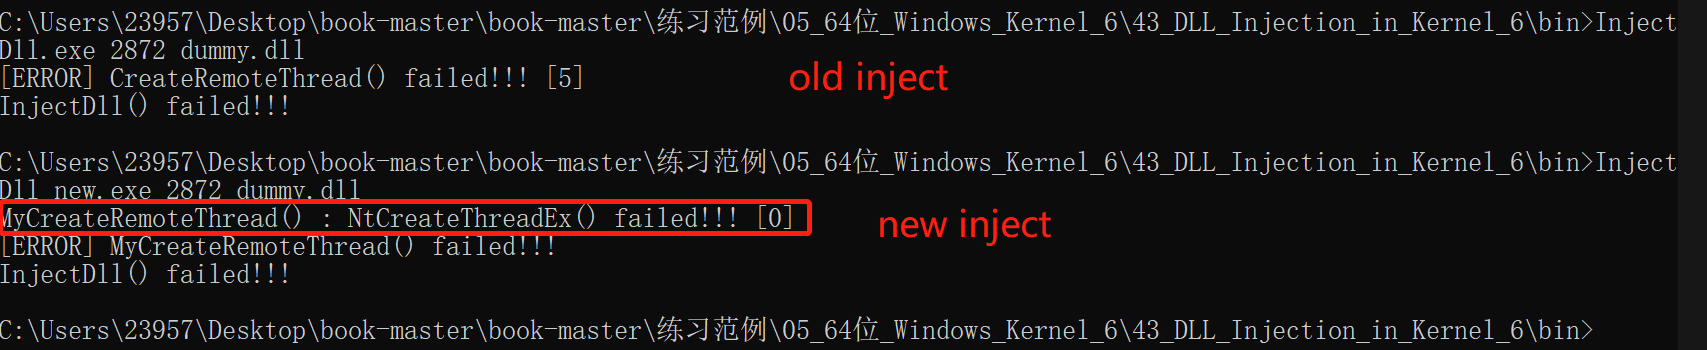 C:\Users\23957\Desktop\book-master\book-master\练习范例\05_64位_Windows_Kernel_6\43_DLL_Injection_in_Kernel_6\bin>Inject
Dll.exe 2872 dummy.dll
[ERROR] CreateRemoteThread() failed!!! [5]
old inject
InjectDll() failed!!!
C:\Users\23957\Desktop\book-master\book-master\练习范例\05_64位_Windows_Kernel_6\43_DLL_Injection_in_Kernel_6\bin>Inject
Dll_new.exe 2872 dummy.dll
MyCreateRemoteThread() : NtCreateThreadEx() failed!!! [0]
new inject
[ERROR] MyCreateRemoteThread() failed!!!
InjectDll() failed!!!
C:\Users\23957\Desktop\book-master\book-master\练习范例\05_64位_Windows_Kernel_6\43_DLL_Injection_in_Kernel_6\bin>